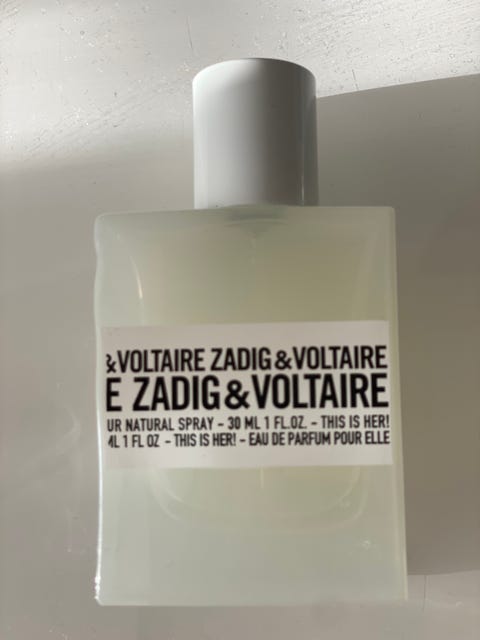 &VOLTAIRE ZADIG&VOLTAIRE
E ZADIG&VOLTAIRE
UR NATURAL SPRAY - 30 ML 1 FL.OZ. - THIS IS HER!
ML 1 FL OZ - THIS IS HER! - EAU DE PARFUM POUR ELLE